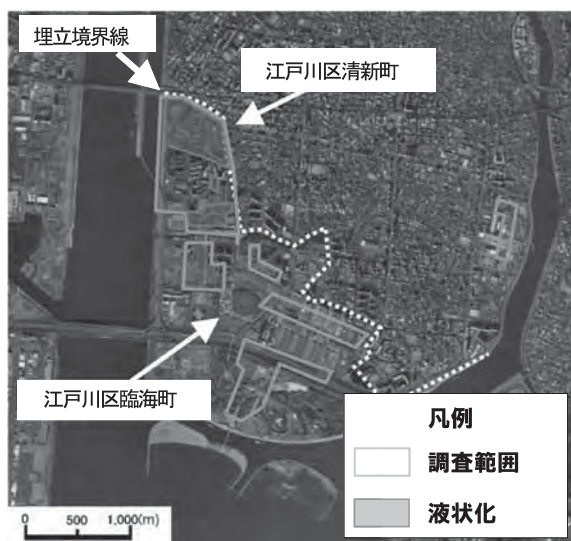 埋立境界線
江戸川区清新町
江戸川区臨海町
凡例
調査範囲
液状化
0 500 1,000(m)